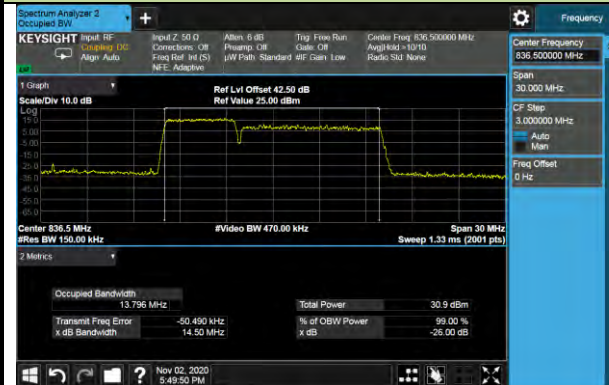 Spectrum Analyzer 2
Occupied BW
Frequency
KEYSIGHT
Input: RF
Coupling: DC
Align: Auto
Input Z: 50 Ω
Corrections: Off
Freq Ref: Int (S)
NFE: Adaptive
Atten: 6 dB
Preamp: Off
µW Path: Standard
Trig: Free Run
Gate: Off
#IF Gain: Low
Center Freq: 836.500000 MHz
Avg|Hold:>10/10
Radio Std: None
Center Frequency
836.500000 MHz
Span
30.000 MHz
CF Step
3.000000 MHz
Auto
Man
Freq Offset
0 Hz
1 Graph
Scale/Div 10.0 dB
Ref Lvl Offset 42.50 dB
Ref Value 25.00 dBm
Log
15.0
5.00
-5.00
-15.0
-25.0
-35.0
-45.0
-55.0
-65.0
Center 836.5 MHz
#Res BW 150.00 kHz
#Video BW 470.00 kHz
Span 30 MHz
Sweep 1.33 ms (2001 pts)
2 Metrics
Occupied Bandwidth
13.796 MHz
Total Power 30.9 dBm
Transmit Freq Error -50.490 kHz
% of OBW Power 99.00 %
x dB Bandwidth 14.50 MHz
x dB -26.00 dB
?
Nov 02, 2020
5:49:50 PM